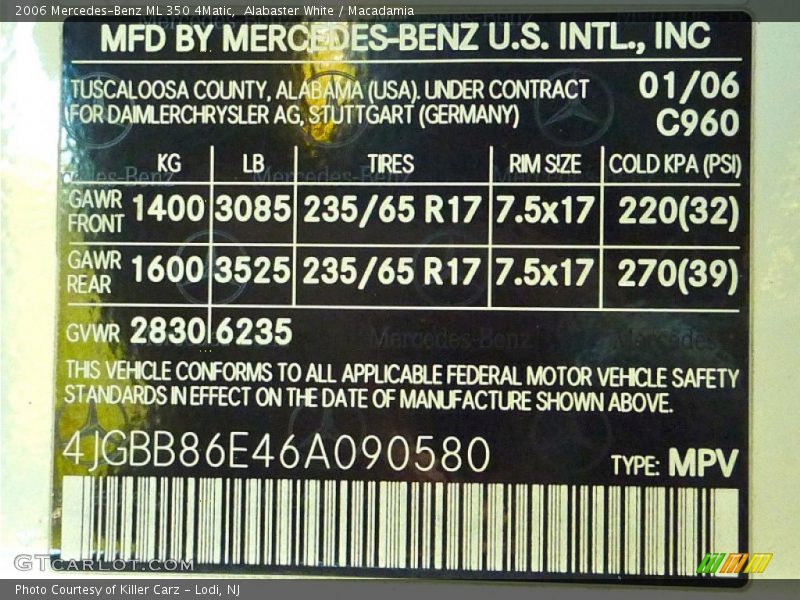 2006 Mercedes-Benz ML 350 4Matic, Alabaster White / Macadamia
MFD BY MERCEDES-BENZ U.S. INTL., INC
TUSCALOOSA COUNTY, ALABAMA (USA). UNDER CONTRACT 01/06
FOR DAIMLERCHRYSLER AG, STUTTGART (GERMANY) C960
KG LB TIRES RIM SIZE COLD KPA (PSI)
GAWR FRONT 1400 3085 235/65 R17 7.5x17 220(32)
GAWR REAR 1600 3525 235/65 R17 7.5x17 270(39)
GVWR 2830 6235
THIS VEHICLE CONFORMS TO ALL APPLICABLE FEDERAL MOTOR VEHICLE SAFETY
STANDARDS IN EFFECT ON THE DATE OF MANUFACTURE SHOWN ABOVE.
4JGBB86E46A090580 TYPE: MPV
GTCARLOT.COM
Photo Courtesy of Killer Carz - Lodi, NJ